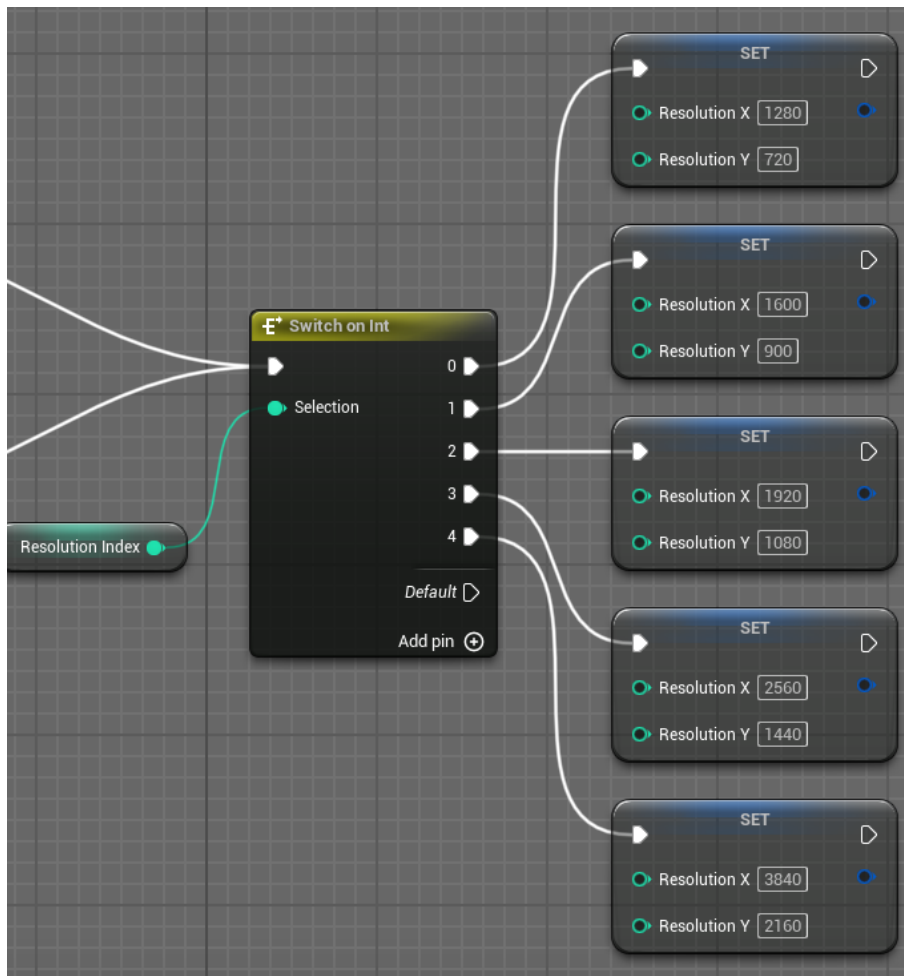 SET
Resolution X 1280
Resolution Y 720
SET
Resolution X 1600
Resolution Y 900
Switch on Int
0
Selection
1
2
3
4
Default
Add pin
Resolution Index
SET
Resolution X 1920
Resolution Y 1080
SET
Resolution X 2560
Resolution Y 1440
SET
Resolution X 3840
Resolution Y 2160